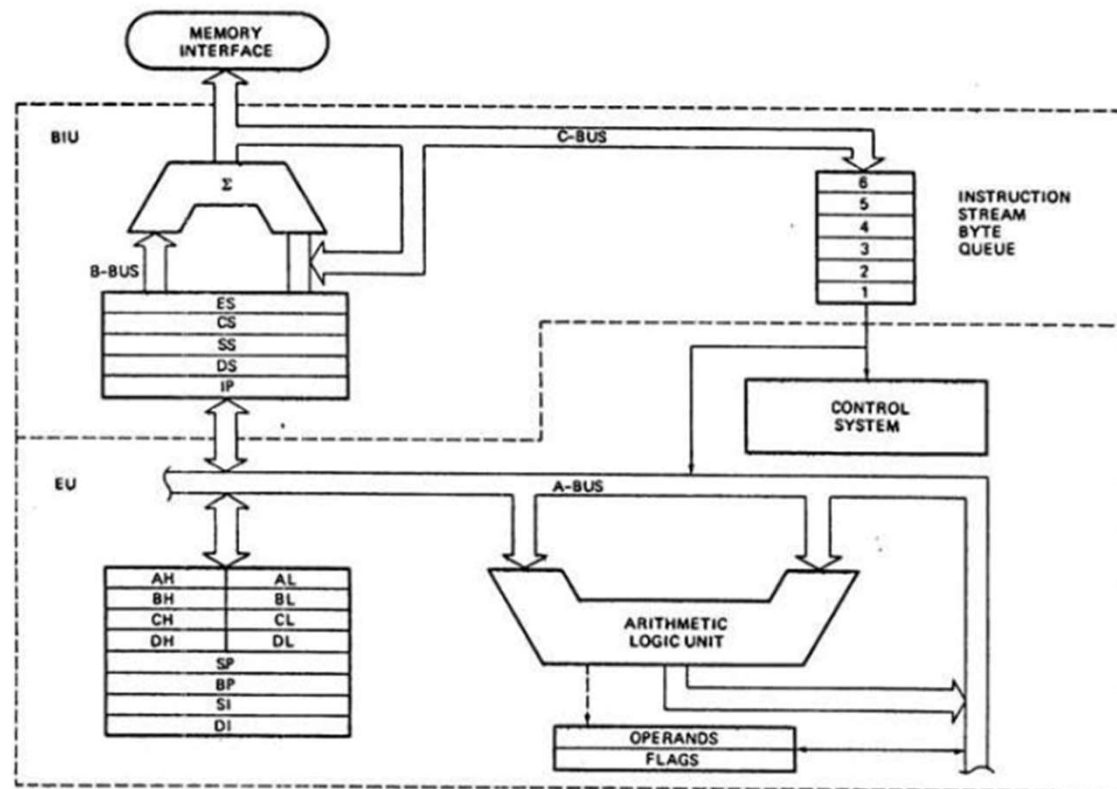 MEMORY
INTERFACE
BIU
C-BUS
Σ
B-BUS
6
5
4
3
2
1
INSTRUCTION
STREAM
BYTE
QUEUE
ES
CS
SS
DS
IP
CONTROL
SYSTEM
EU
A-BUS
AH AL
BH BL
CH CL
DH DL
SP
BP
SI
DI
ARITHMETIC
LOGIC UNIT
OPERANDS
FLAGS